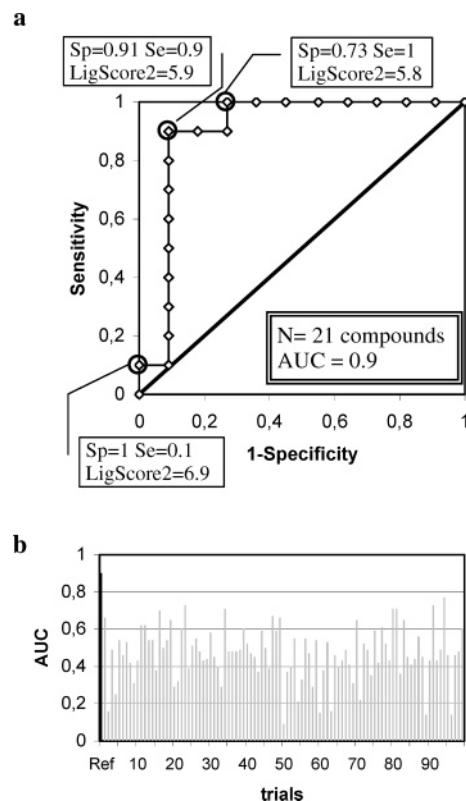 a
Sp=0.91 Se=0.9
LigScore2=5.9
Sp=0.73 Se=1
LigScore2=5.8
1
0,8
0,6
0,4
0,2
0
Sensitivity
N= 21 compounds
AUC = 0.9
0 0,2 0,4 0,6 0,8 1
1-Specificity
Sp=1 Se=0.1
LigScore2=6.9
b
1
0,8
0,6
0,4
0,2
0
AUC
Ref 10 20 30 40 50 60 70 80 90
trials